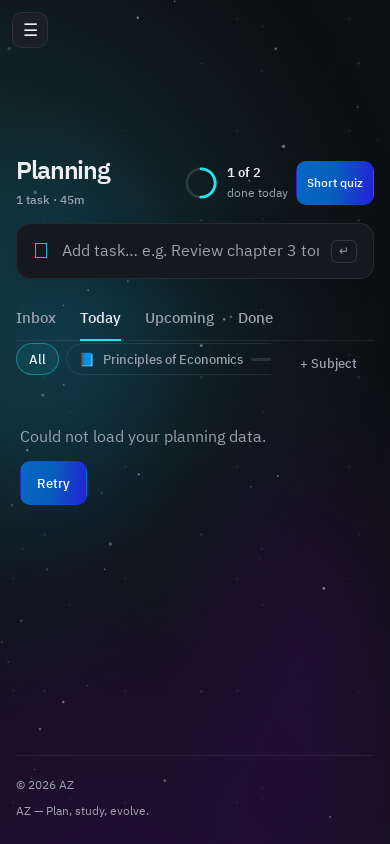 ☰
Planning
1 task · 45m
1 of 2
done today
Short quiz
Add task… e.g. Review chapter 3 tor
↵
Inbox
Today
Upcoming
Done
All
📘 Principles of Economics
+ Subject
Could not load your planning data.
Retry
© 2026 AZ
AZ — Plan, study, evolve.